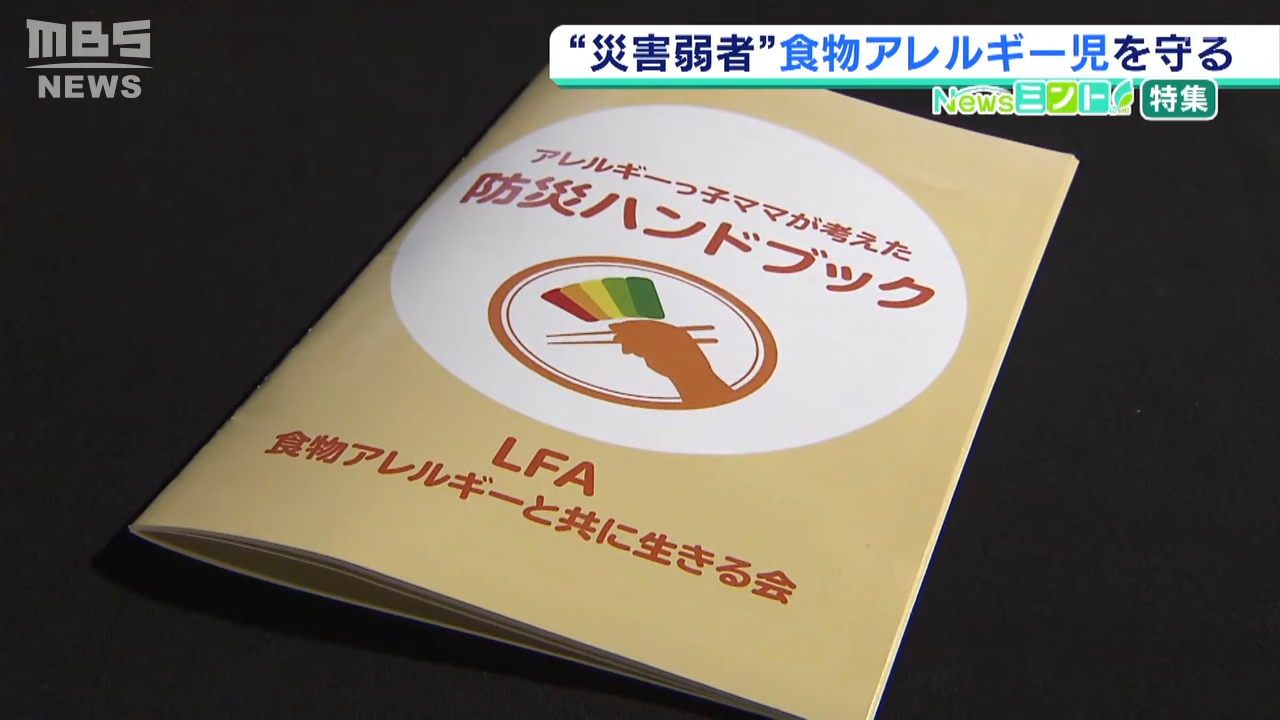 MBS
NEWS
“災害弱者”食物アレルギー児を守る
Newsミント!
特集
アレルギーっ子ママが考えた
防災ハンドブック
LFA
食物アレルギーと共に生きる会